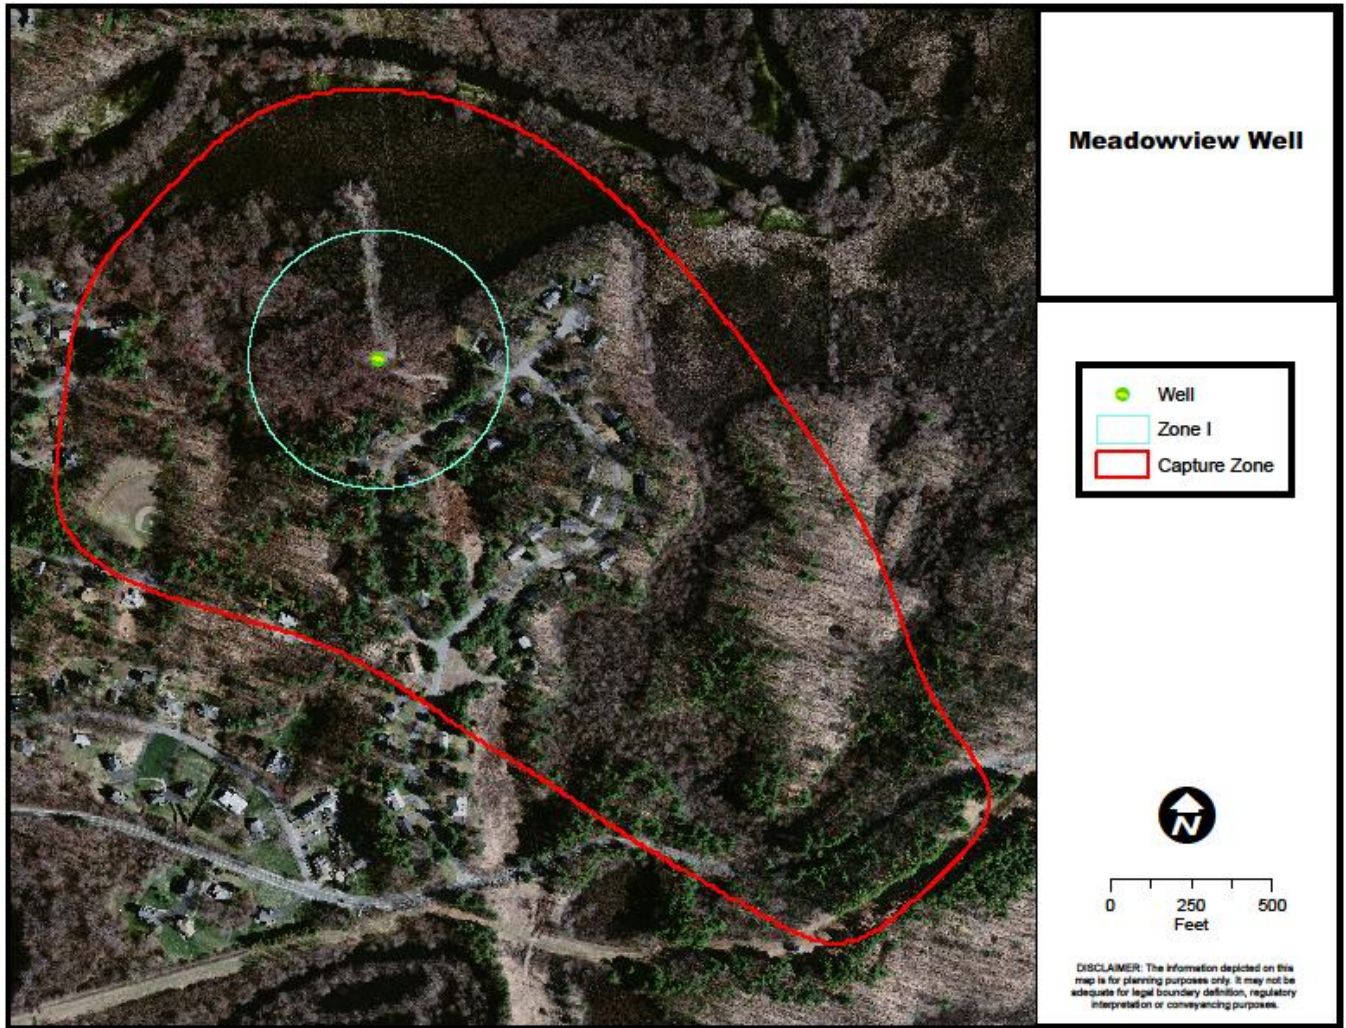 Meadowview Well
Well
Zone I
Capture Zone
N
0 250 500
Feet
DISCLAIMER: The information depicted on this
map is for planning purposes only. It may not be
adequate for legal boundary definition, regulatory
interpretation or conveyancing purposes.